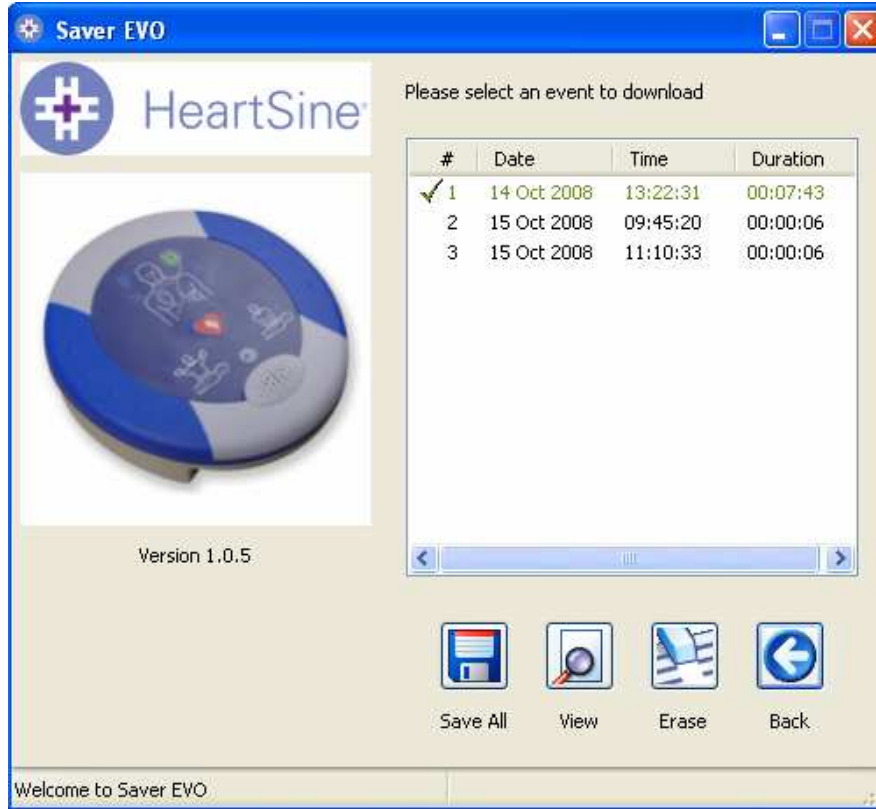 Saver EVO
HeartSine
Please select an event to download
# Date Time Duration
1 14 Oct 2008 13:22:31 00:07:43
2 15 Oct 2008 09:45:20 00:00:06
3 15 Oct 2008 11:10:33 00:00:06
Version 1.0.5
Save All View Erase Back
Welcome to Saver EVO